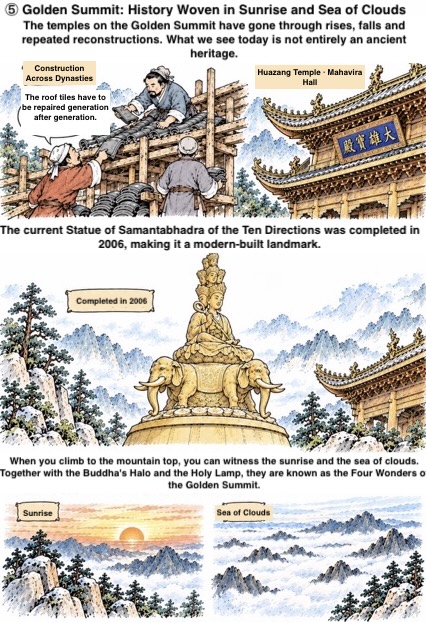 ⑤ Golden Summit: History Woven in Sunrise and Sea of Clouds
The temples on the Golden Summit have gone through rises, falls and
repeated reconstructions. What we see today is not entirely an ancient
heritage.
Construction
Across Dynasties
The roof tiles have to
be repaired generation
after generation.
Huazang Temple · Mahavira
Hall
大雄寶殿
The current Statue of Samantabhadra of the Ten Directions was completed in
2006, making it a modern-built landmark.
Completed in 2006
When you climb to the mountain top, you can witness the sunrise and the sea of clouds.
Together with the Buddha's Halo and the Holy Lamp, they are known as the Four Wonders o
the Golden Summit.
Sunrise
Sea of Clouds